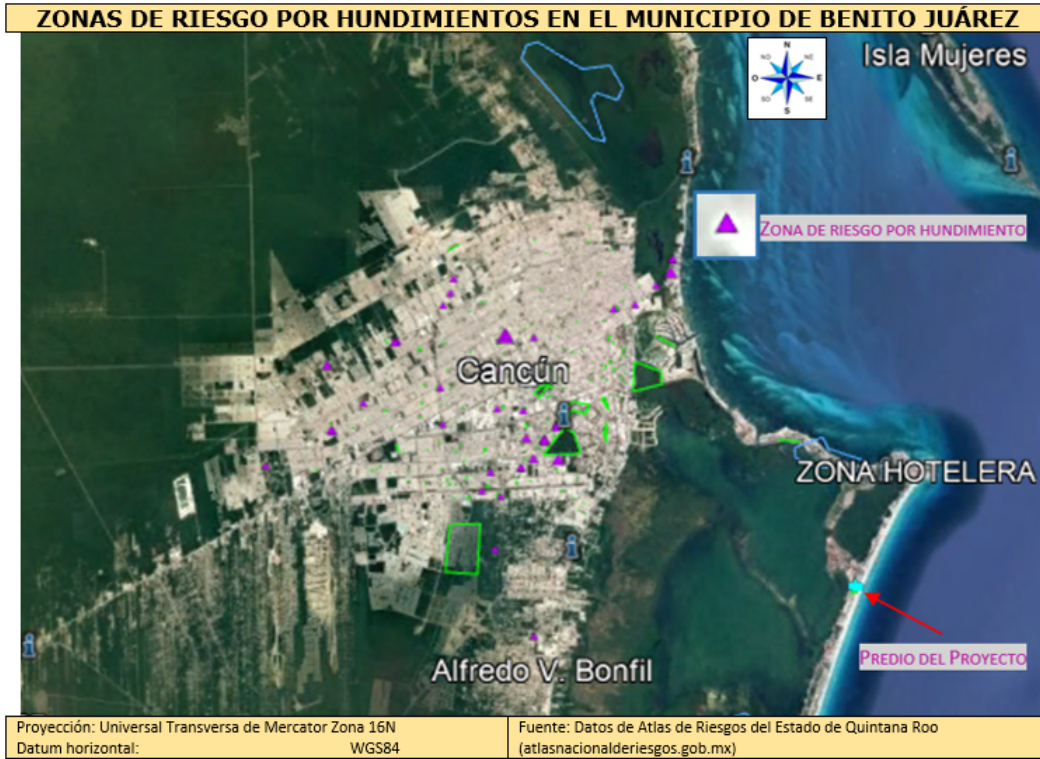 ZONAS DE RIESGO POR HUNDIMIENTOS EN EL MUNICIPIO DE BENITO JUÁREZ
Isla Mujeres
N
NO
NE
O
E
SO
SE
S
ZONA DE RIESGO POR HUNDIMIENTO
Cancún
ZONA HOTELERA
PREDIO DEL PROYECTO
Alfredo V. Bonfil
Proyección: Universal Transversa de Mercator Zona 16N
Datum horizontal: WGS84
Fuente: Datos de Atlas de Riesgos del Estado de Quintana Roo
(atlasnacionalderiesgos.gob.mx)